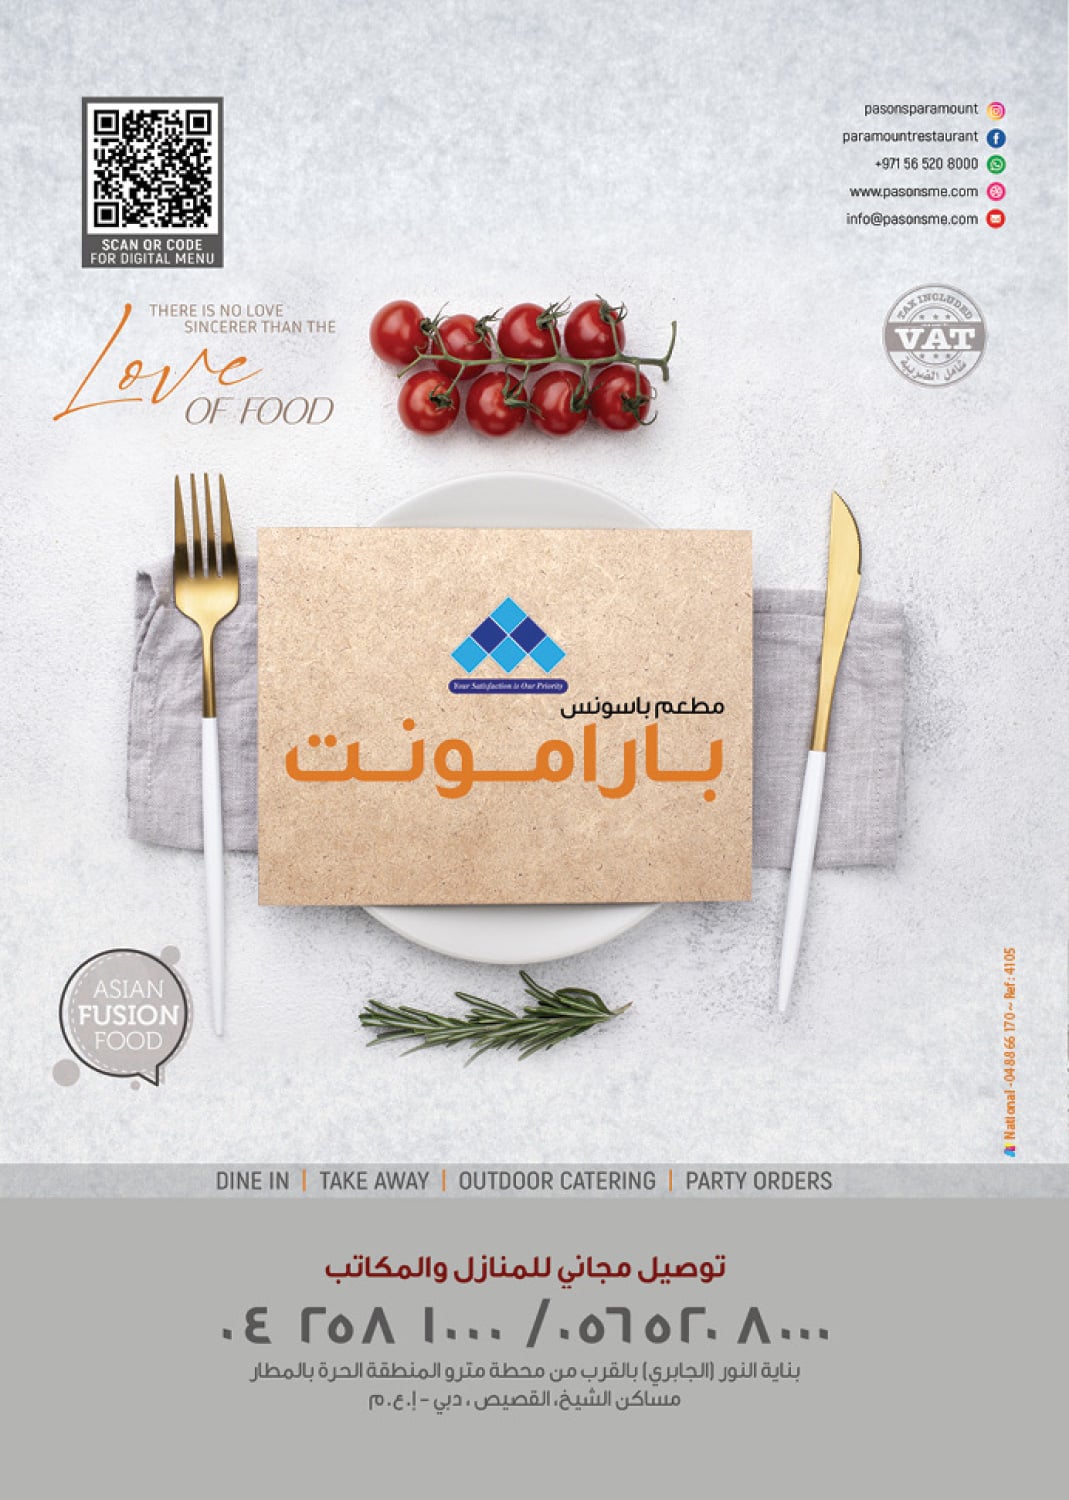 SCAN QR CODE
FOR DIGITAL MENU
pasonsparamount
paramountrestaurant
+971 56 520 8000
www.pasonsme.com
info@pasonsme.com
THERE IS NO LOVE
SINCERER THAN THE
Love
OF FOOD
TAX INCLUDED
VAT
شامل الضريبة
Your Satisfaction is Our Priority
مطعم باسونس
بارامونت
ASIAN
FUSION
FOOD
National - 04 88 66 170 ~ Ref : 4105
DINE IN | TAKE AWAY | OUTDOOR CATERING | PARTY ORDERS
توصيل مجاني للمنازل والمكاتب
٠٤ ٢٥٨ ١٠٠٠ /٠٥٦ ٥٢٠ ٨٠٠٠
بناية النور (الجابري) بالقرب من محطة مترو المنطقة الحرة بالمطار
مساكن الشيخ، القصيص ، دبي - إ.ع.م